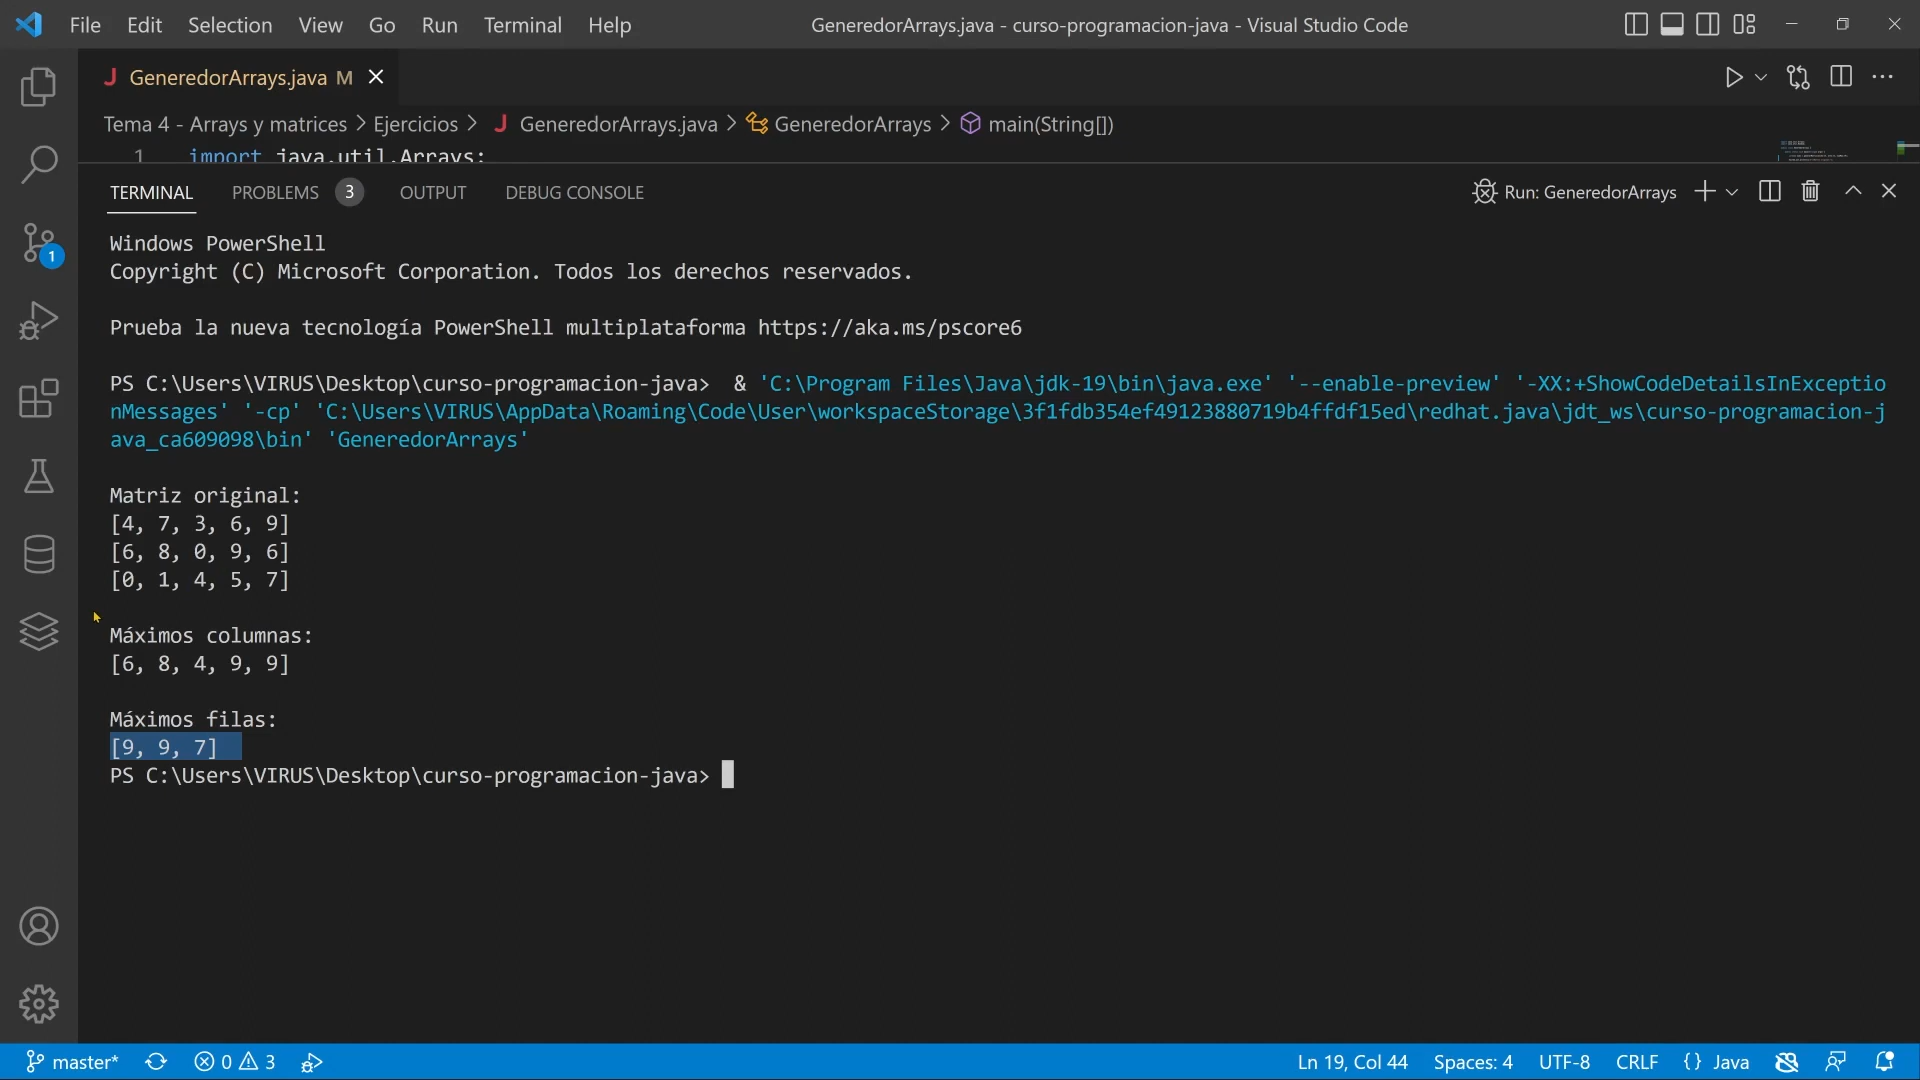 File Edit Selection View Go Run Terminal Help GeneredorArrays.java - curso-programacion-java - Visual Studio Code
J GeneredorArrays.java M
Tema 4 - Arrays y matrices > Ejercicios > J GeneredorArrays.java > GeneredorArrays > main(String[])
1 import java.util.Arrays;
TERMINAL PROBLEMS 3 OUTPUT DEBUG CONSOLE Run: GeneredorArrays
Windows PowerShell
Copyright (C) Microsoft Corporation. Todos los derechos reservados.
Prueba la nueva tecnología PowerShell multiplataforma https://aka.ms/pscore6
PS C:\Users\VIRUS\Desktop\curso-programacion-java>  & 'C:\Program Files\Java\jdk-19\bin\java.exe' '--enable-preview' '-XX:+ShowCodeDetailsInExceptio
nMessages' '-cp' 'C:\Users\VIRUS\AppData\Roaming\Code\User\workspaceStorage\3f1fdb354ef49123880719b4ffdf15ed\redhat.java\jdt_ws\curso-programacion-j
ava_ca609098\bin' 'GeneredorArrays'
Matriz original:
[4, 7, 3, 6, 9]
[6, 8, 0, 9, 6]
[0, 1, 4, 5, 7]
1
Máximos columnas:
[6, 8, 4, 9, 9]
Máximos filas:
[9, 9, 7]
PS C:\Users\VIRUS\Desktop\curso-programacion-java>
master* 0 3 Ln 19, Col 44 Spaces: 4 UTF-8 CRLF {} Java